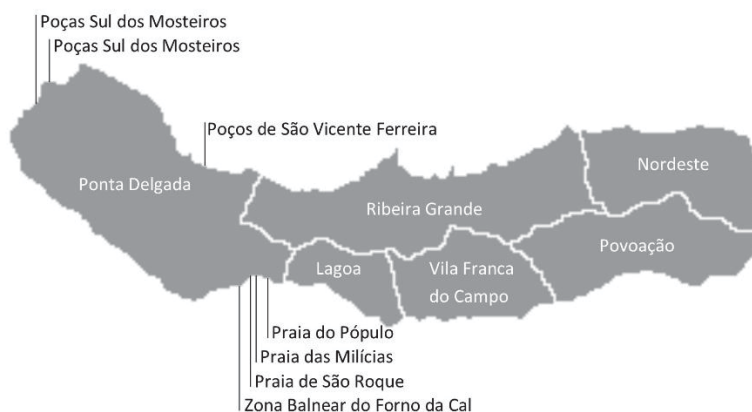 Poças Sul dos Mosteiros
Poças Sul dos Mosteiros
Poços de São Vicente Ferreira
Ponta Delgada
Ribeira Grande
Nordeste
Povoação
Lagoa
Vila Franca
do Campo
Praia do Pópulo
Praia das Milícias
Praia de São Roque
Zona Balnear do Forno da Cal